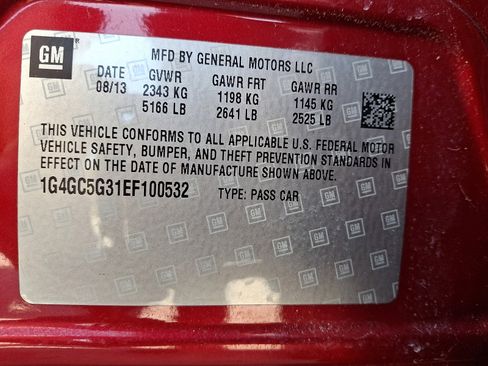 GM
MFD BY GENERAL MOTORS LLC
DATE GVWR GAWR FRT GAWR RR
08/13 2343 KG 1198 KG 1145 KG
5166 LB 2641 LB 2525 LB
THIS VEHICLE CONFORMS TO ALL APPLICABLE U.S. FEDERAL MOTOR
VEHICLE SAFETY, BUMPER, AND THEFT PREVENTION STANDARDS IN
EFFECT ON THE DATE OF MANUFACTURE SHOWN ABOVE.
1G4GC5G31EF100532 TYPE: PASS CAR